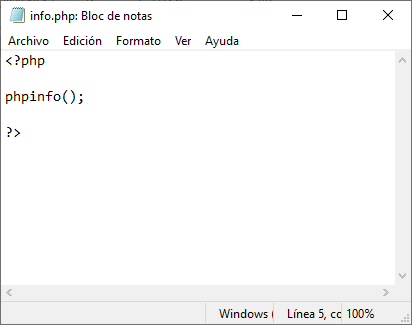 info.php: Bloc de notas
Archivo Edición Formato Ver Ayuda
<?php
phpinfo();
?>
Windows ( Línea 5, cc 100%